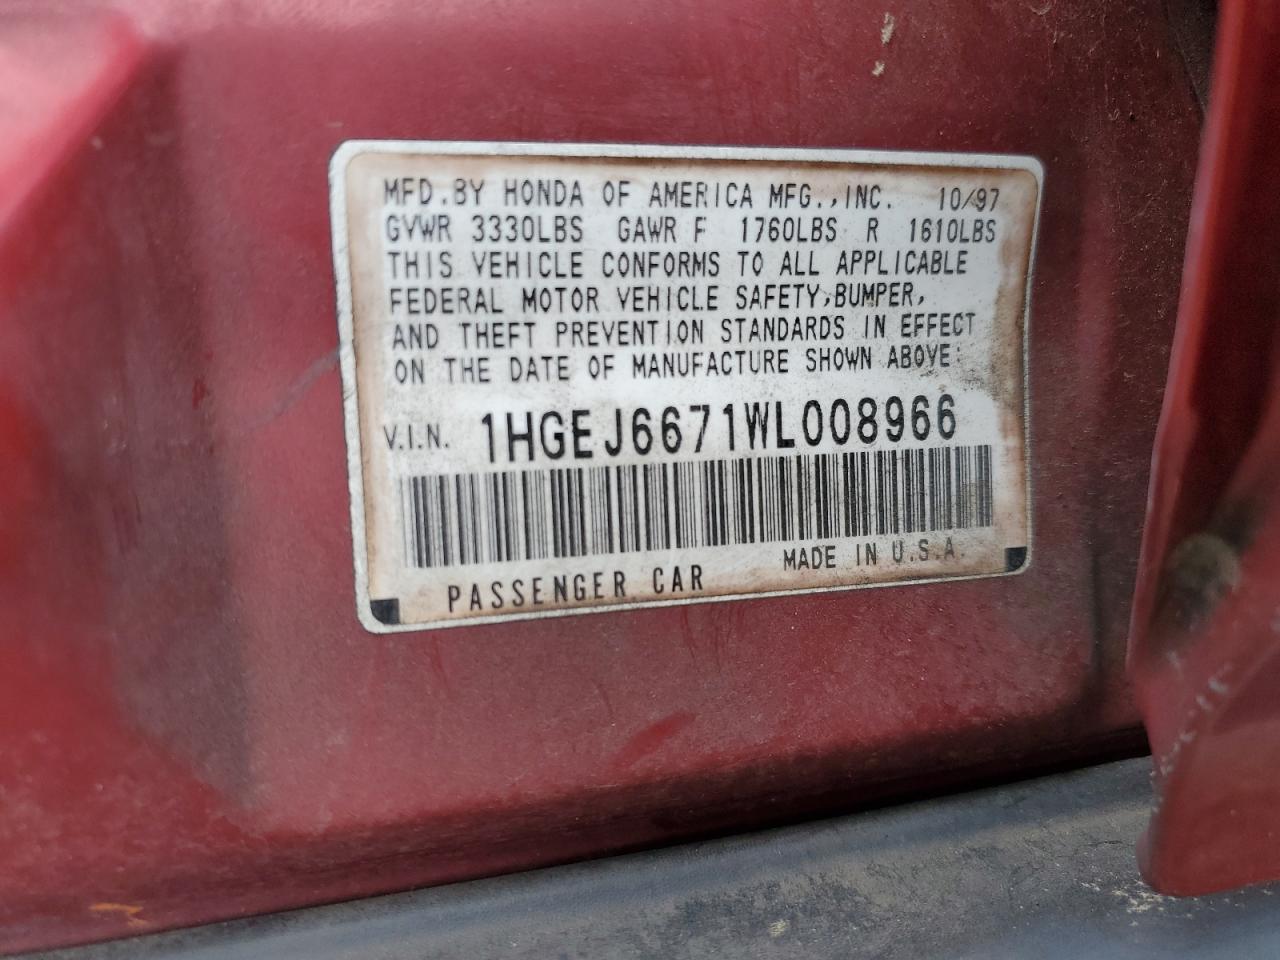 MFD.BY HONDA OF AMERICA MFG.,INC. 10/97
GVWR 3330LBS GAWR F 1760LBS R 1610LBS
THIS VEHICLE CONFORMS TO ALL APPLICABLE
FEDERAL MOTOR VEHICLE SAFETY,BUMPER,
AND THEFT PREVENTION STANDARDS IN EFFECT
ON THE DATE OF MANUFACTURE SHOWN ABOVE.
V.I.N. 1HGEJ6671WL008966
PASSENGER CAR MADE IN U.S.A.